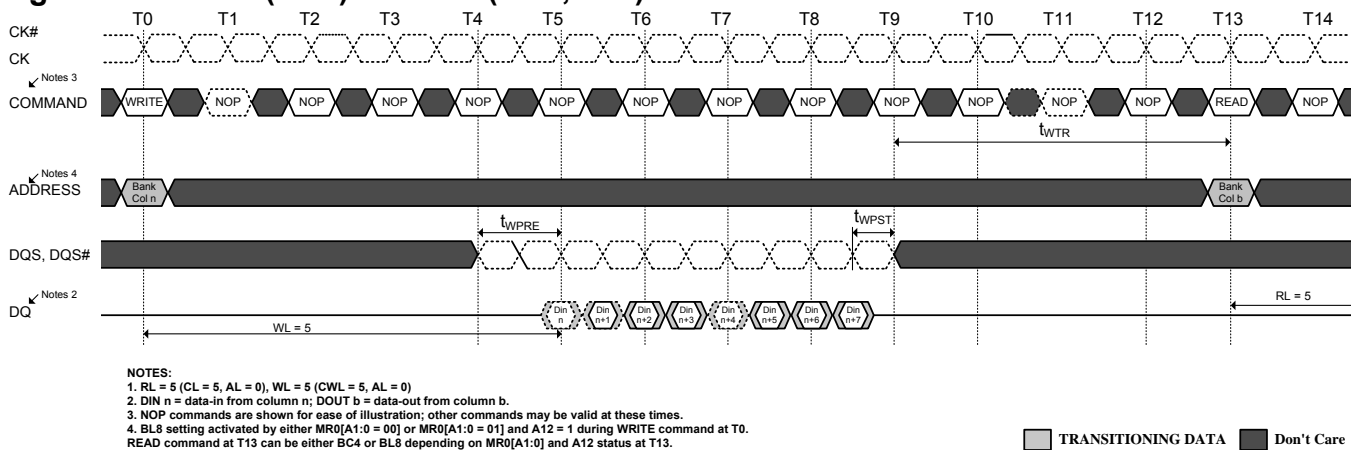 T0 T1 T2 T3 T4 T5 T6 T7 T8 T9 T10 T11 T12 T13 T14
CK#
CK
Notes 3
COMMAND WRITE NOP NOP NOP NOP NOP NOP NOP NOP NOP NOP NOP NOP READ NOP
tWTR
Notes 4
ADDRESS
Bank Col n
Bank Col b
tWPRE
tWPST
DQS, DQS#
Notes 2
DQ
Din n
Din n+1
Din n+2
Din n+3
Din n+4
Din n+5
Din n+6
Din n+7
RL = 5
WL = 5
NOTES:
1. RL = 5 (CL = 5, AL = 0), WL = 5 (CWL = 5, AL = 0)
2. DIN n = data-in from column n; DOUT b = data-out from column b.
3. NOP commands are shown for ease of illustration; other commands may be valid at these times.
4. BL8 setting activated by either MR0[A1:0 = 00] or MR0[A1:0 = 01] and A12 = 1 during WRITE command at T0.
READ command at T13 can be either BC4 or BL8 depending on MR0[A1:0] and A12 status at T13.
TRANSITIONING DATA
Don't Care